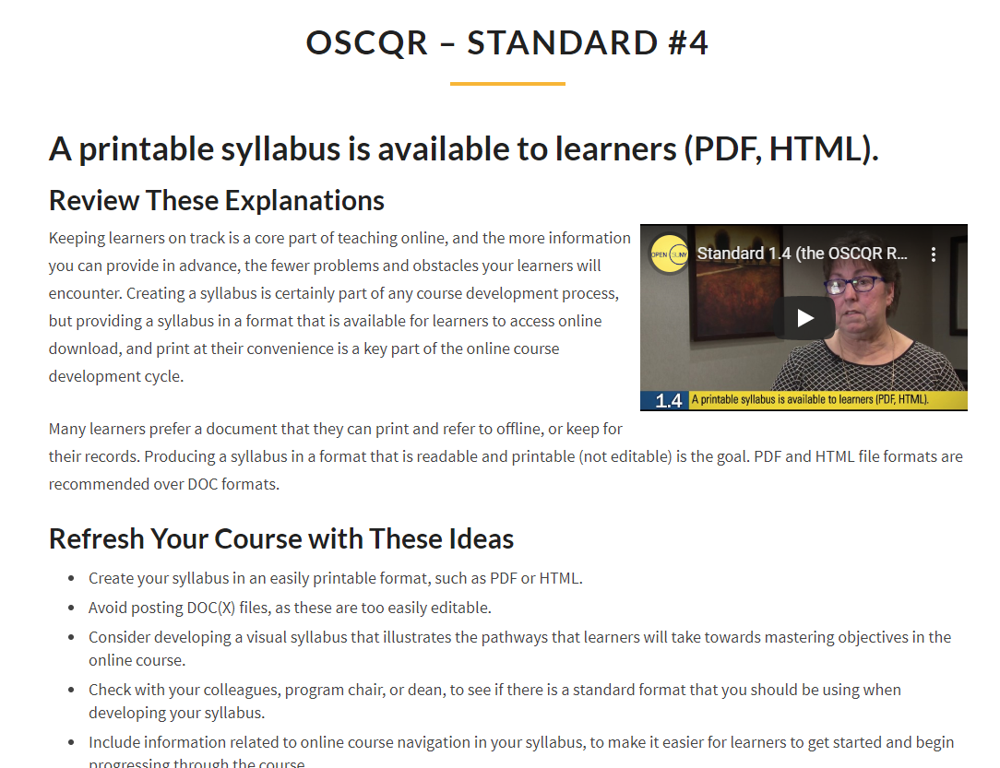 OSCQR – STANDARD #4
A printable syllabus is available to learners (PDF, HTML).
Review These Explanations
Keeping learners on track is a core part of teaching online, and the more information
you can provide in advance, the fewer problems and obstacles your learners will
encounter. Creating a syllabus is certainly part of any course development process,
but providing a syllabus in a format that is available for learners to access online
download, and print at their convenience is a key part of the online course
development cycle.
OPEN SUNY
Standard 1.4 (the OSCQR R...
1.4 A printable syllabus is available to learners (PDF, HTML).
Many learners prefer a document that they can print and refer to offline, or keep for
their records. Producing a syllabus in a format that is readable and printable (not editable) is the goal. PDF and HTML file formats are
recommended over DOC formats.
Refresh Your Course with These Ideas
• Create your syllabus in an easily printable format, such as PDF or HTML.
• Avoid posting DOC(X) files, as these are too easily editable.
• Consider developing a visual syllabus that illustrates the pathways that learners will take towards mastering objectives in the
online course.
• Check with your colleagues, program chair, or dean, to see if there is a standard format that you should be using when
developing your syllabus.
• Include information related to online course navigation in your syllabus, to make it easier for learners to get started and begin
progressing through the course.